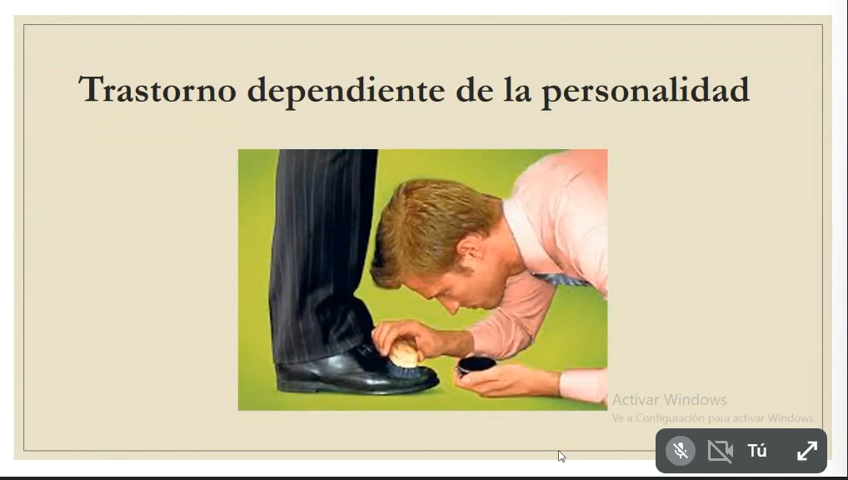 Trastorno dependiente de la personalidad
Activar Windows
Ve a Configuración para activar Windows.
Tú